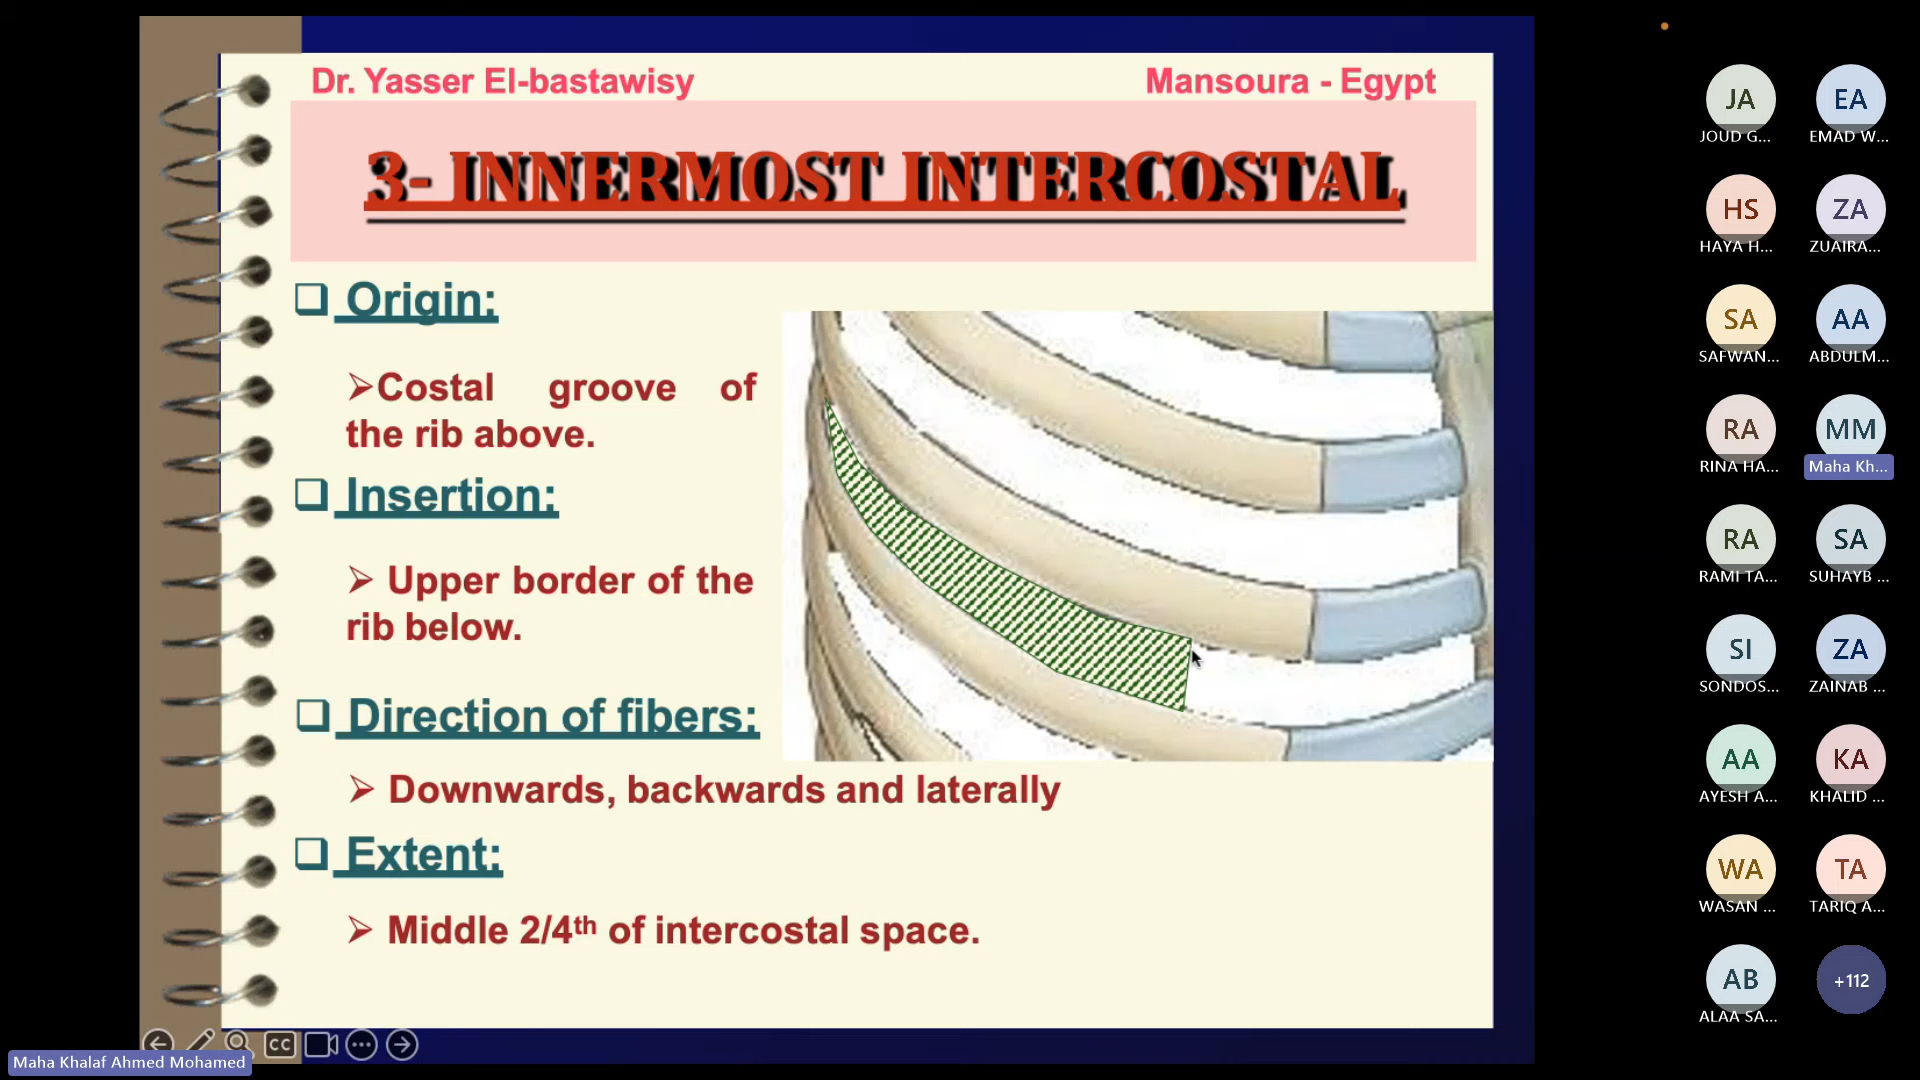 Dr. Yasser El-bastawisy
Mansoura - Egypt
3- INNERMOST INTERCOSTAL
❑ Origin:
➢Costal groove of
the rib above.
❑ Insertion:
➢ Upper border of the
rib below.
❑ Direction of fibers:
➢ Downwards, backwards and laterally
❑ Extent:
➢ Middle 2/4th of intercostal space.
CC
Maha Khalaf Ahmed Mohamed
JA
JOUD G...
EA
EMAD W...
HS
HAYA H...
ZA
ZUAIRA...
SA
SAFWAN...
AA
ABDULM...
RA
RINA HA...
MM
Maha Kh...
RA
RAMI TA...
SA
SUHAYB ...
SI
SONDOS...
ZA
ZAINAB ...
AA
AYESH A...
KA
KHALID ...
WA
WASAN ...
TA
TARIQ A...
AB
ALAA SA...
+112